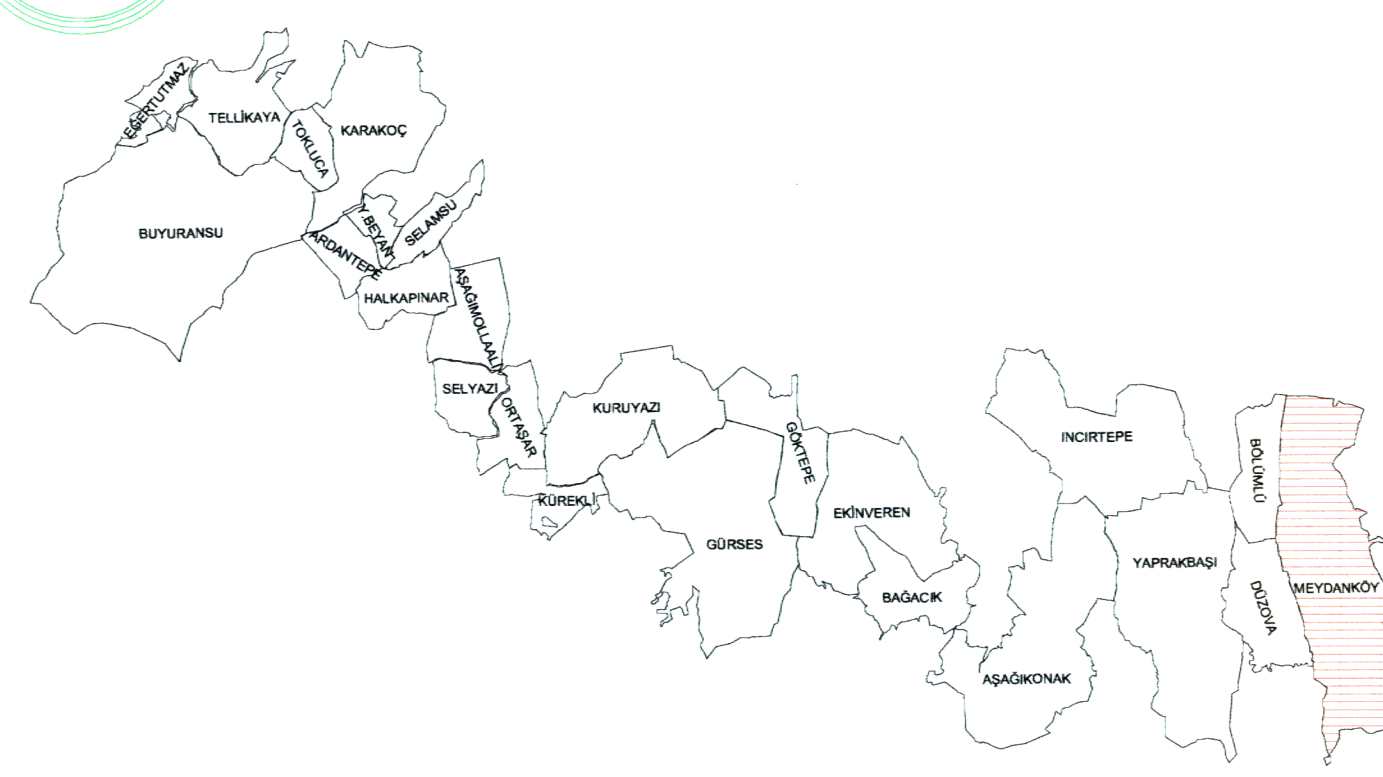 EĞERTUTMAZ
TELLİKAYA
TOKLUCA
KARAKOÇ
BUYURANSU
Y.BEYAN
SELAMSU
ARDANTEPE
HALKAPINAR
AŞAĞIMOLLAALİ
SELYAZI
ORTAŞAR
KURUYAZI
GÖKTEPE
KÜREKLİ
GÜRSES
EKİNVEREN
BAĞACIK
INCIRTEPE
AŞAĞIKONAK
YAPRAKBAŞI
BÖLÜMLÜ
DÜZOVA
MEYDANKÖY